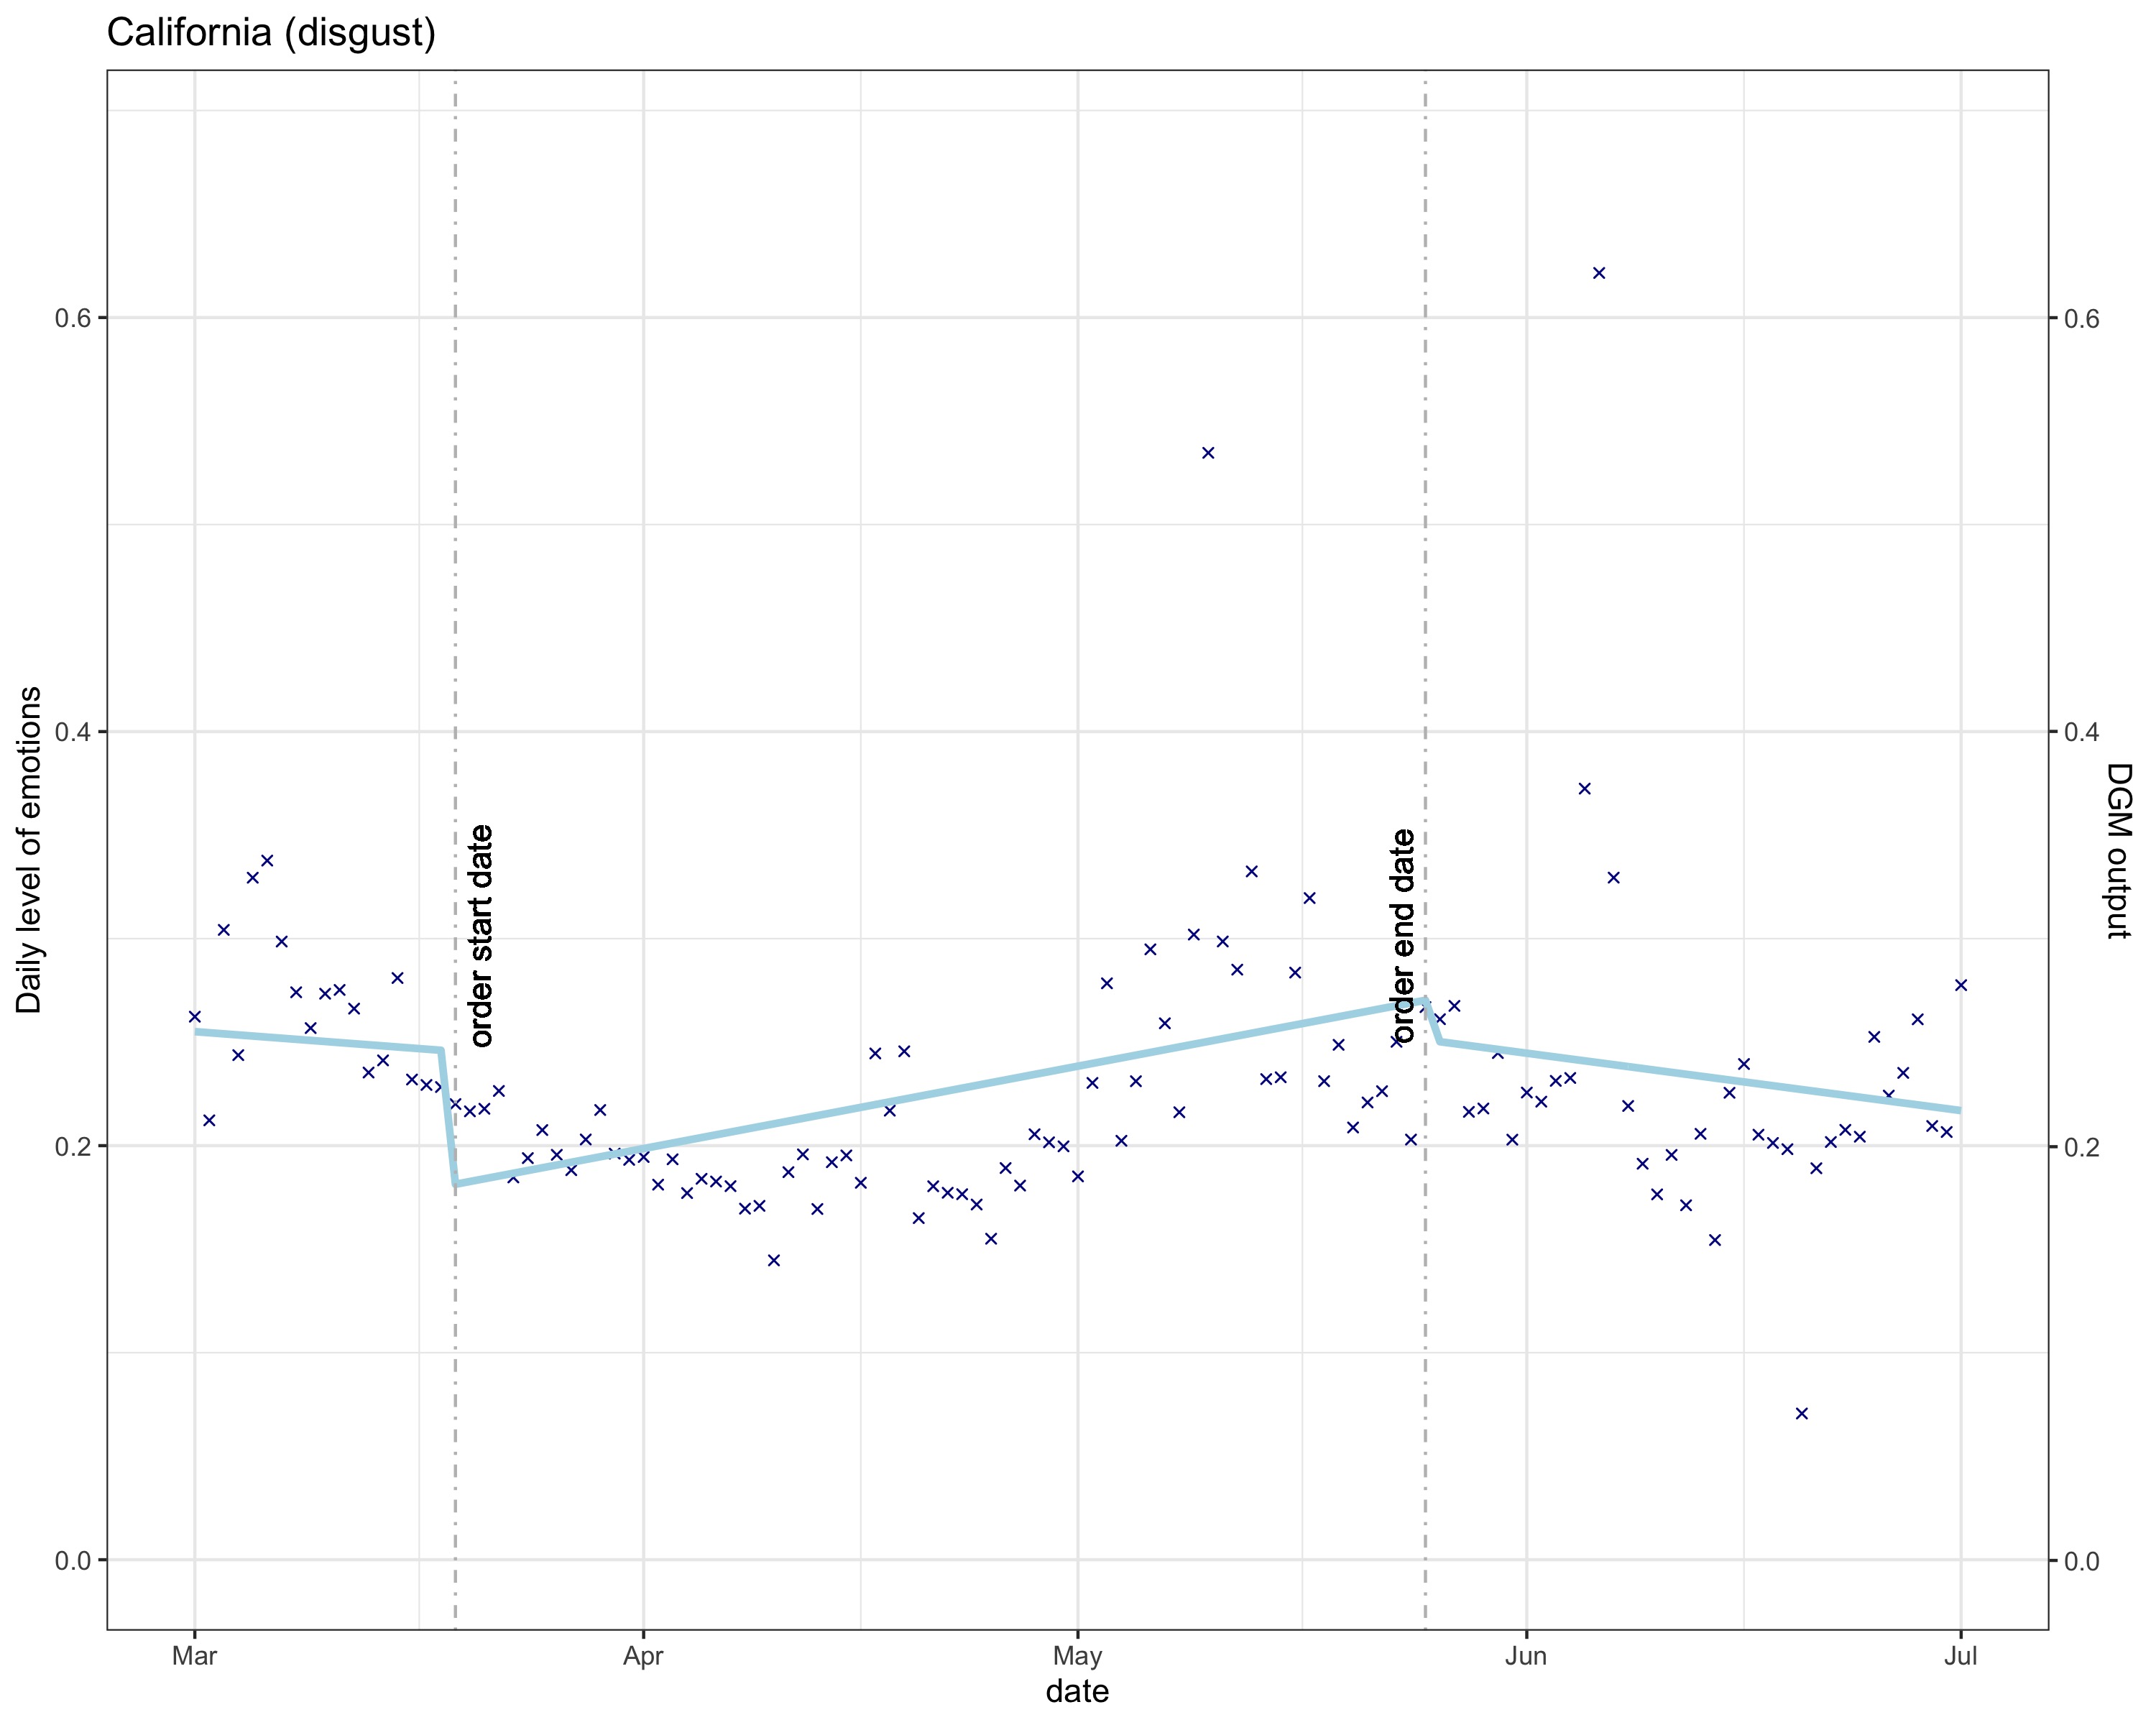 California (disgust)
Daily level of emotions
0.6
0.4
0.2
0.0
order start date
order end date
0.6
0.4
0.2
0.0
DGM output
Mar
Apr
May
Jun
Jul
date